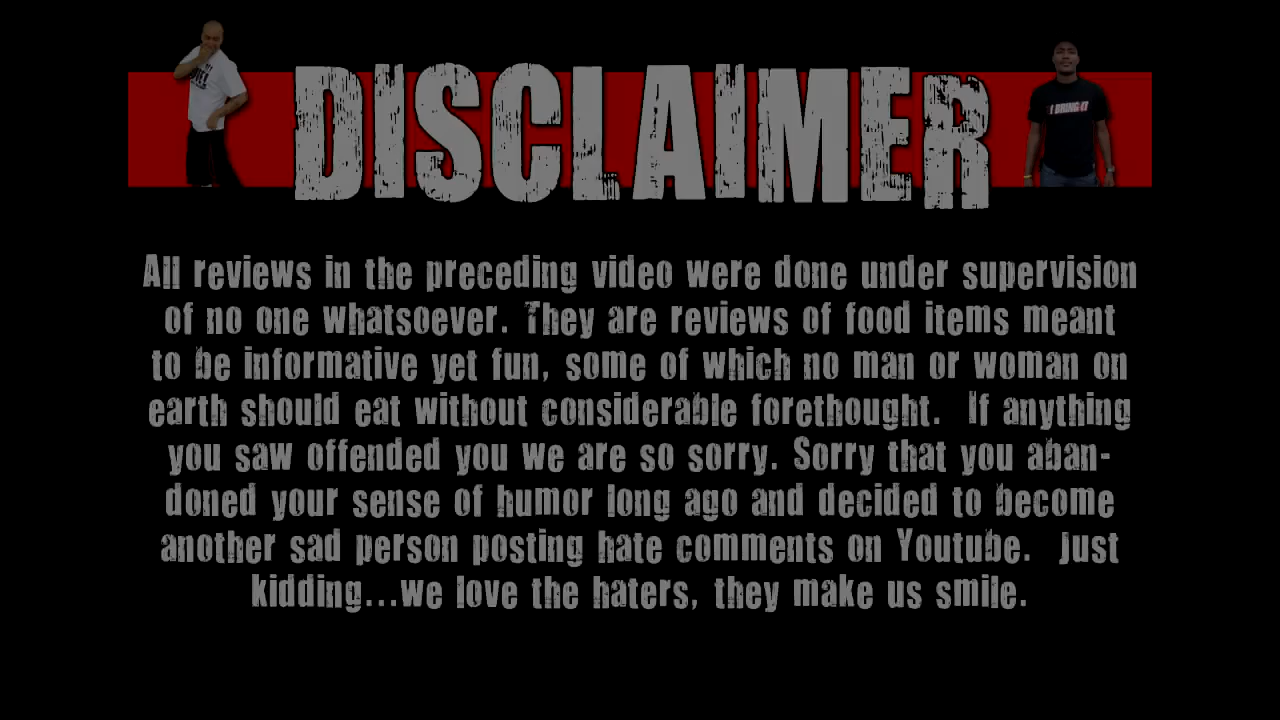 DISCLAIMER
I BRING IT
All reviews in the preceding video were done under supervision
of no one whatsoever. They are reviews of food items meant
to be informative yet fun, some of which no man or woman on
earth should eat without considerable forethought. If anything
you saw offended you we are so sorry. Sorry that you aban-
doned your sense of humor long ago and decided to become
another sad person posting hate comments on Youtube. Just
kidding...we love the haters, they make us smile.